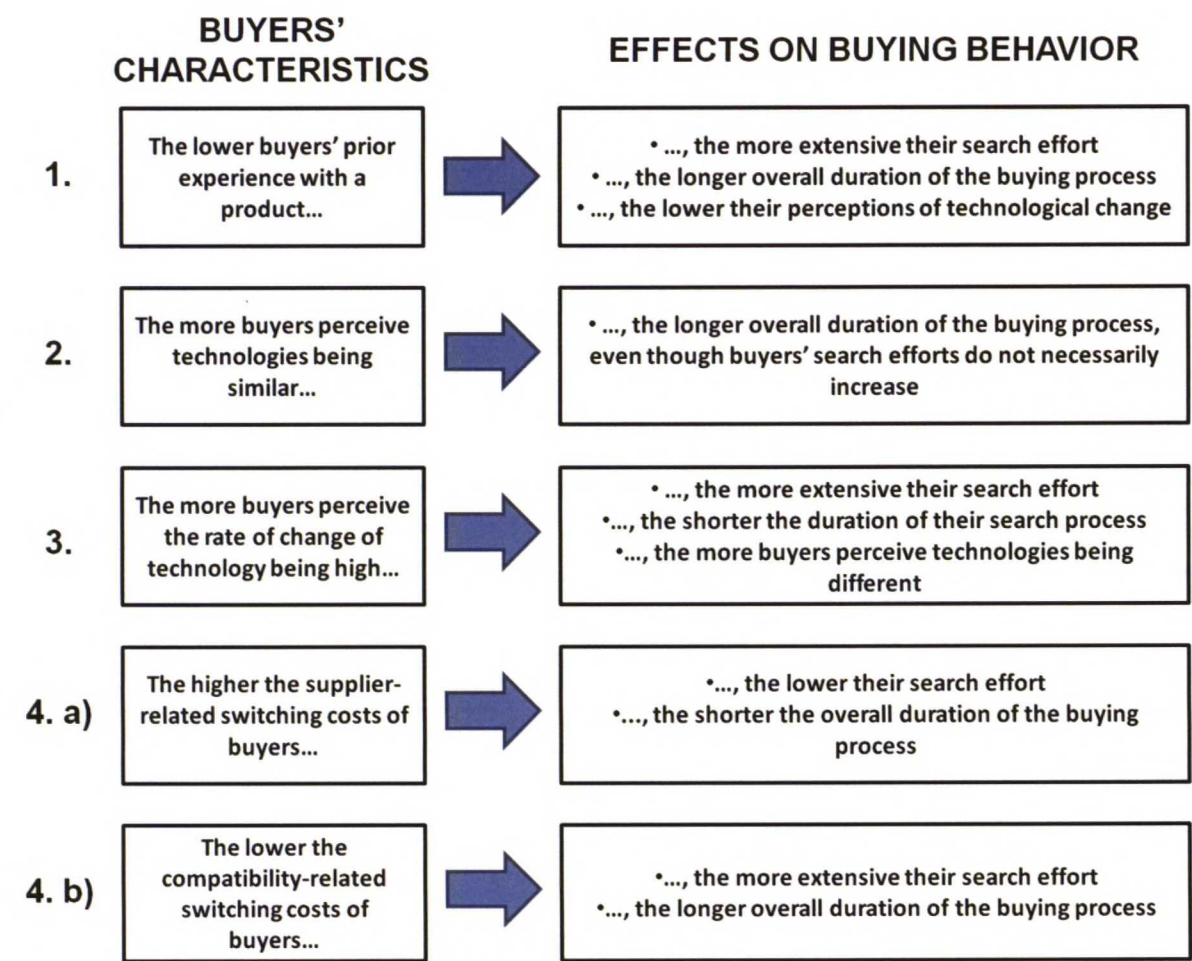 BUYERS'
CHARACTERISTICS
EFFECTS ON BUYING BEHAVIOR
1.
The lower buyers' prior
experience with a
product...
• ..., the more extensive their search effort
• ..., the longer overall duration of the buying process
• ..., the lower their perceptions of technological change
2.
The more buyers perceive
technologies being
similar...
• ..., the longer overall duration of the buying process,
even though buyers' search efforts do not necessarily
increase
3.
The more buyers perceive
the rate of change of
technology being high...
• ..., the more extensive their search effort
•..., the shorter the duration of their search process
•..., the more buyers perceive technologies being
different
4. a)
The higher the supplier-
related switching costs of
buyers...
•..., the lower their search effort
•..., the shorter the overall duration of the buying
process
4. b)
The lower the
compatibility-related
switching costs of
buyers...
•..., the more extensive their search effort
•..., the longer overall duration of the buying process